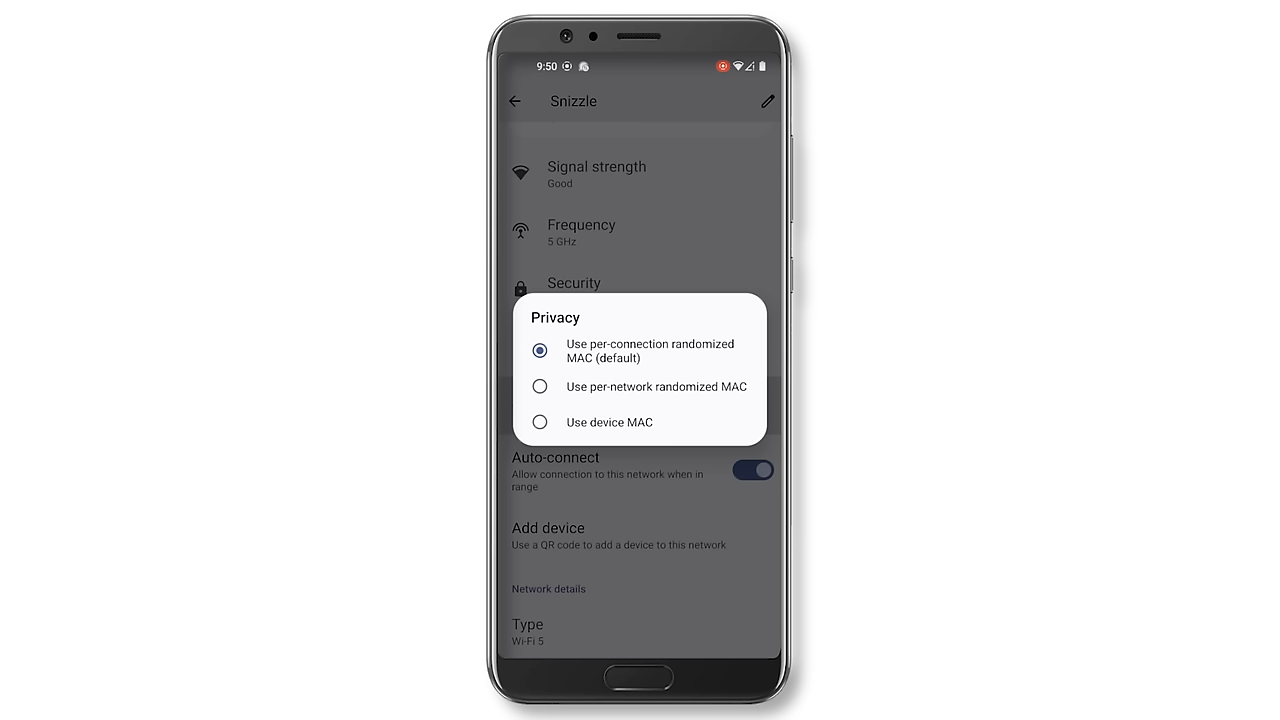 9:50
Snizzle
Signal strength
Good
Frequency
5 GHz
Security
Privacy
Use per-connection randomized
MAC (default)
Use per-network randomized MAC
Use device MAC
Auto-connect
Allow connection to this network when in
range
Add device
Use a QR code to add a device to this network
Network details
Type
Wi-Fi 5